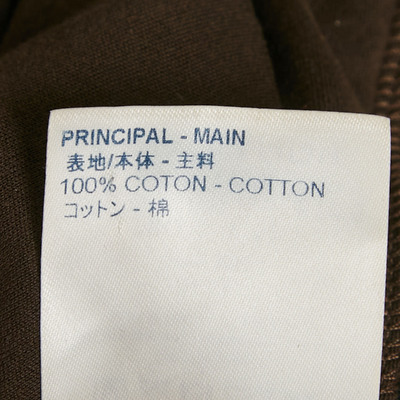 PRINCIPAL - MAIN
表地/本体 - 主料
100% COTON - COTTON
コットン - 棉